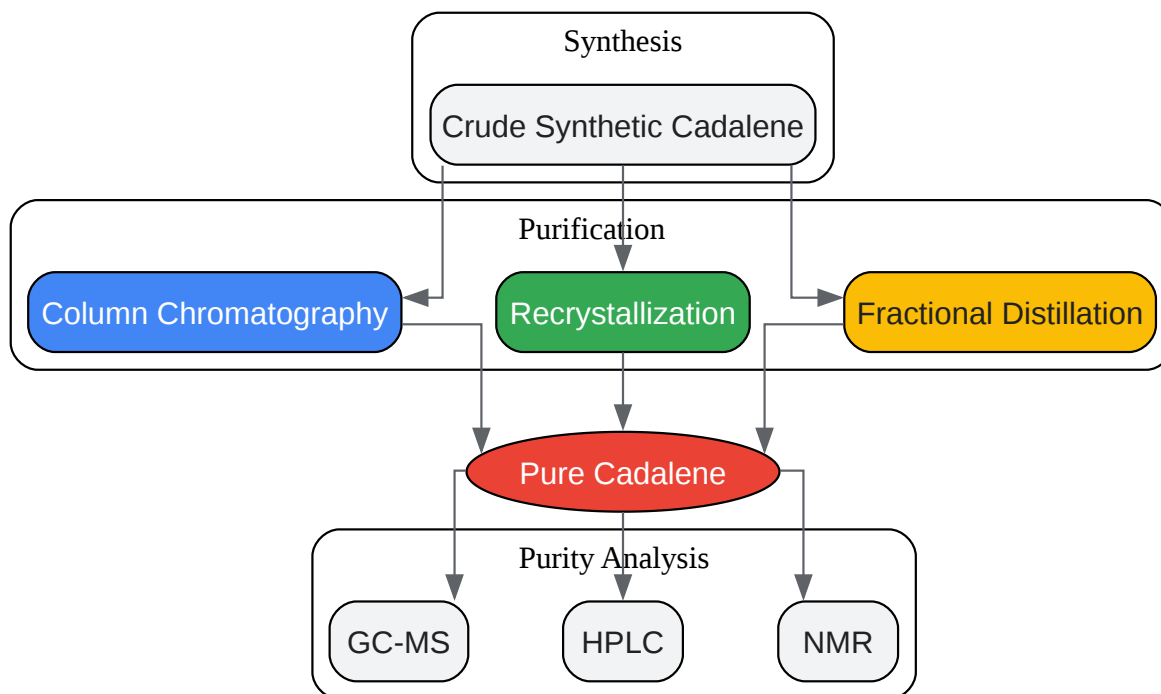 Synthesis
Crude Synthetic Cadalene
Purification
Column Chromatography
Recrystallization
Fractional Distillation
Pure Cadalene
Purity Analysis
GC-MS
HPLC
NMR